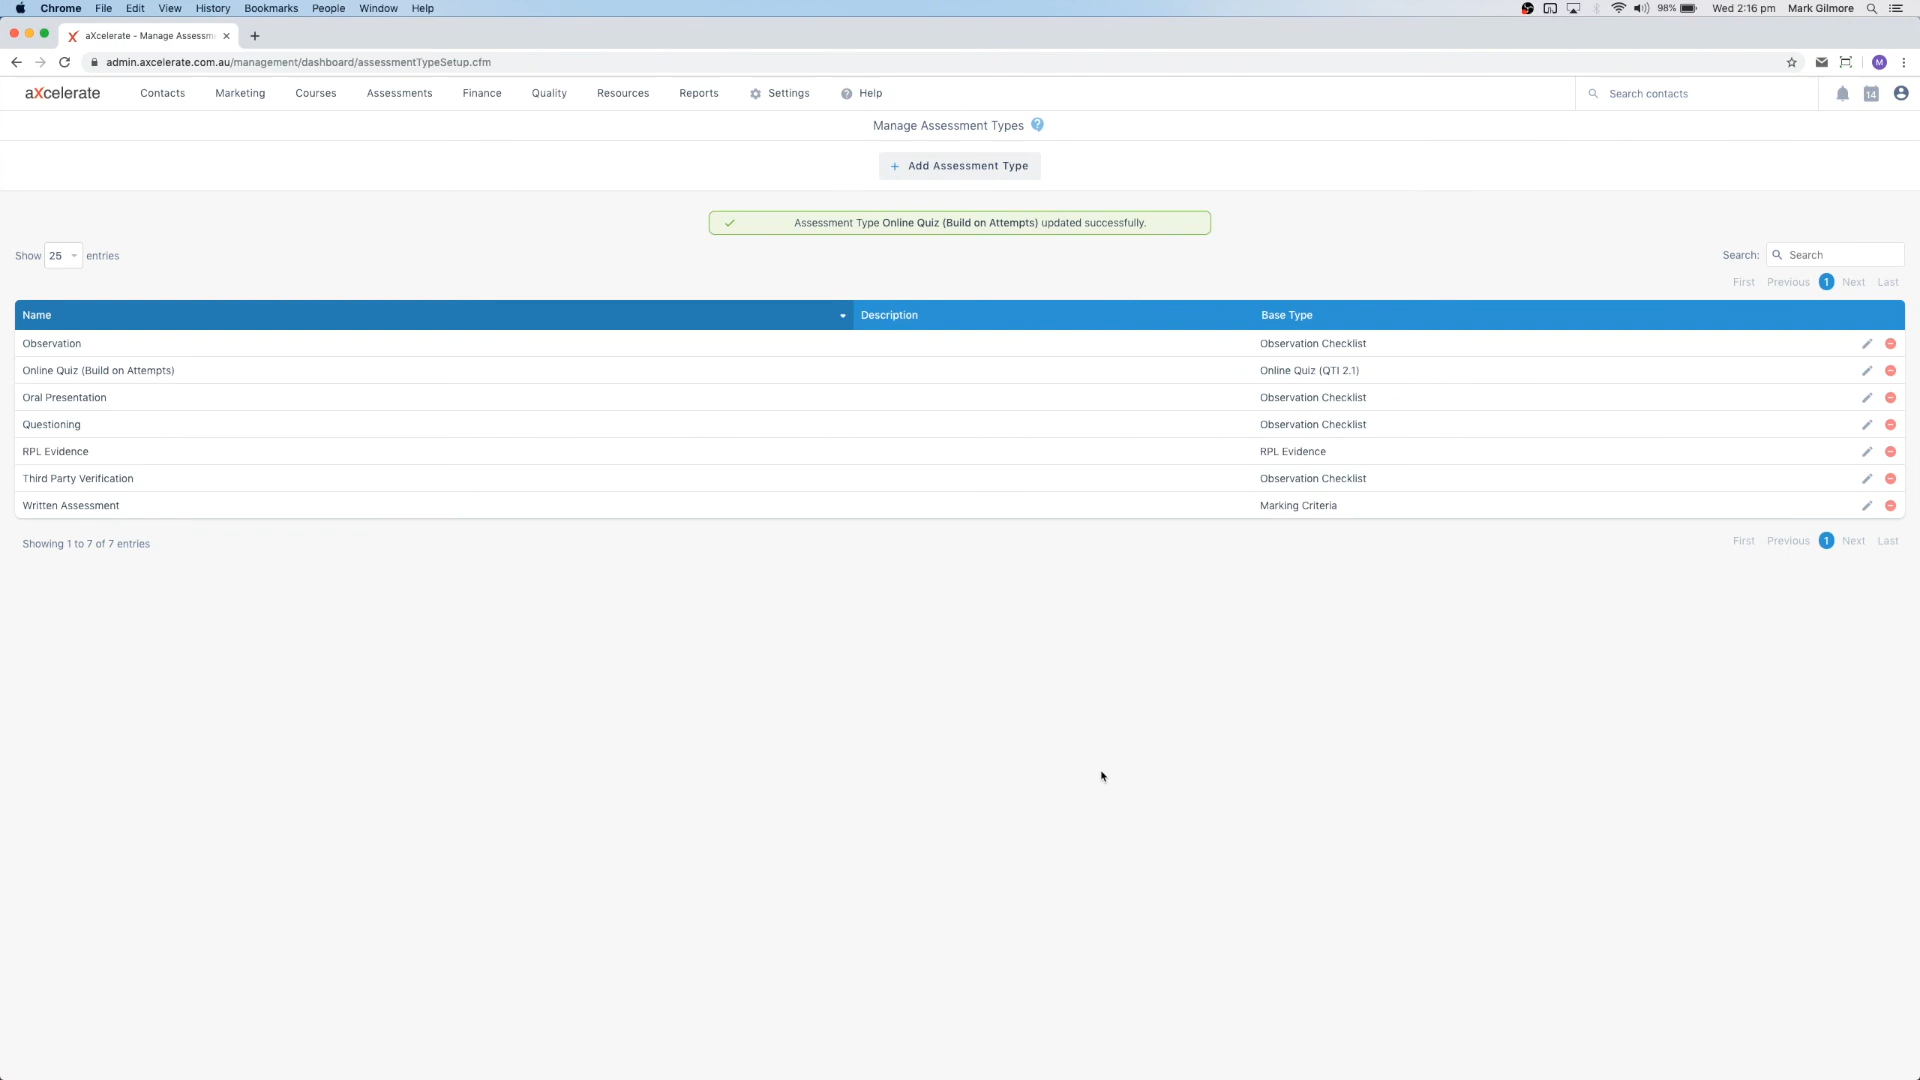 Chrome File Edit View History Bookmarks People Window Help 98% Wed 2:16 pm Mark Gilmore
aXcelerate - Manage Assessm
admin.axcelerate.com.au/management/dashboard/assessmentTypeSetup.cfm M
aXcelerate Contacts Marketing Courses Assessments Finance Quality Resources Reports Settings Help Search contacts 14
Manage Assessment Types ?
+ Add Assessment Type
Assessment Type Online Quiz (Build on Attempts) updated successfully.
Show 25 entries Search: Search
First Previous 1 Next Last
Name Description Base Type
Observation Observation Checklist
Online Quiz (Build on Attempts) Online Quiz (QTI 2.1)
Oral Presentation Observation Checklist
Questioning Observation Checklist
RPL Evidence RPL Evidence
Third Party Verification Observation Checklist
Written Assessment Marking Criteria
Showing 1 to 7 of 7 entries First Previous 1 Next Last